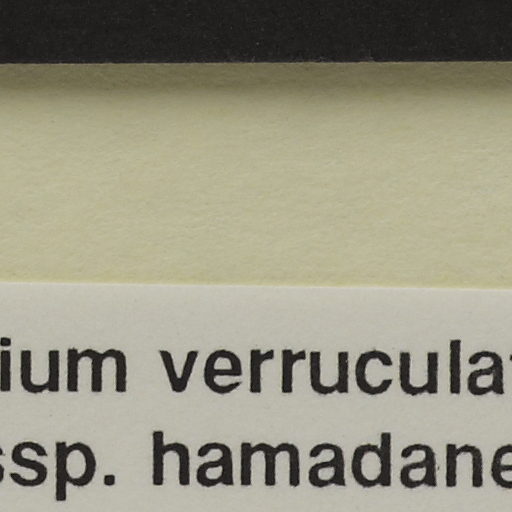 ium verruculat
ssp. hamadane